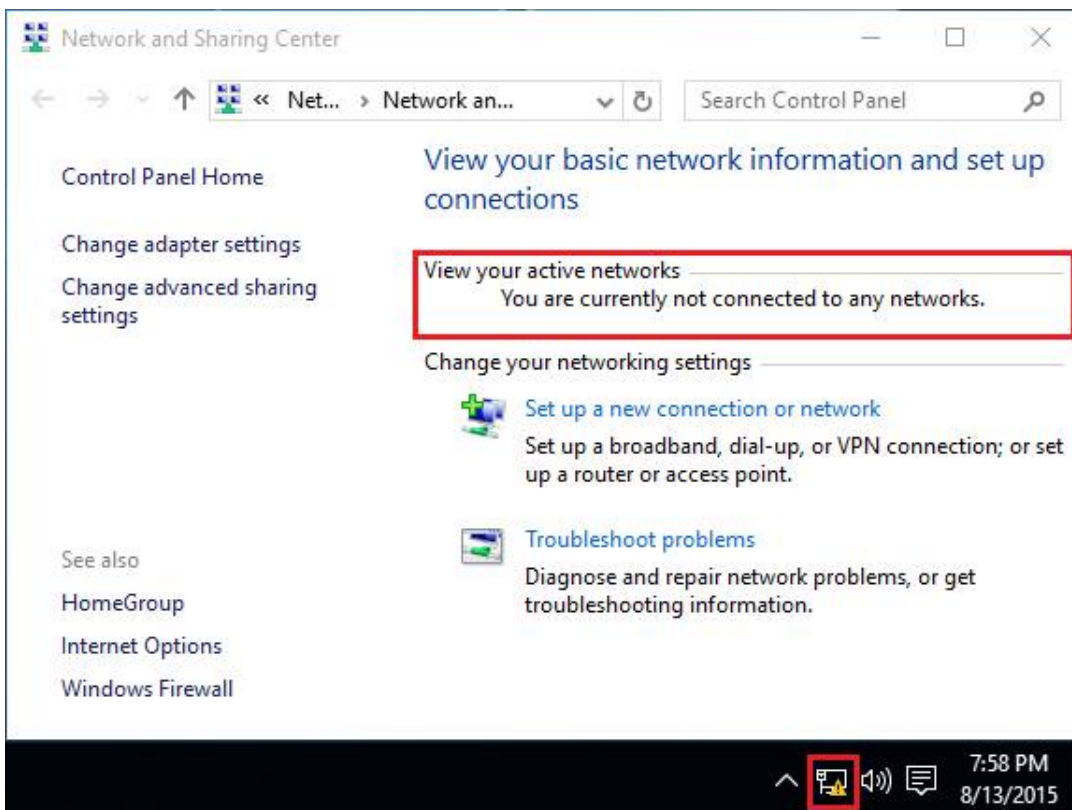 Network and Sharing Center
« Net... › Network an...
Search Control Panel
Control Panel Home
Change adapter settings
Change advanced sharing
settings
See also
HomeGroup
Internet Options
Windows Firewall
View your basic network information and set up
connections
View your active networks
You are currently not connected to any networks.
Change your networking settings
Set up a new connection or network
Set up a broadband, dial-up, or VPN connection; or set
up a router or access point.
Troubleshoot problems
Diagnose and repair network problems, or get
troubleshooting information.
7:58 PM
8/13/2015